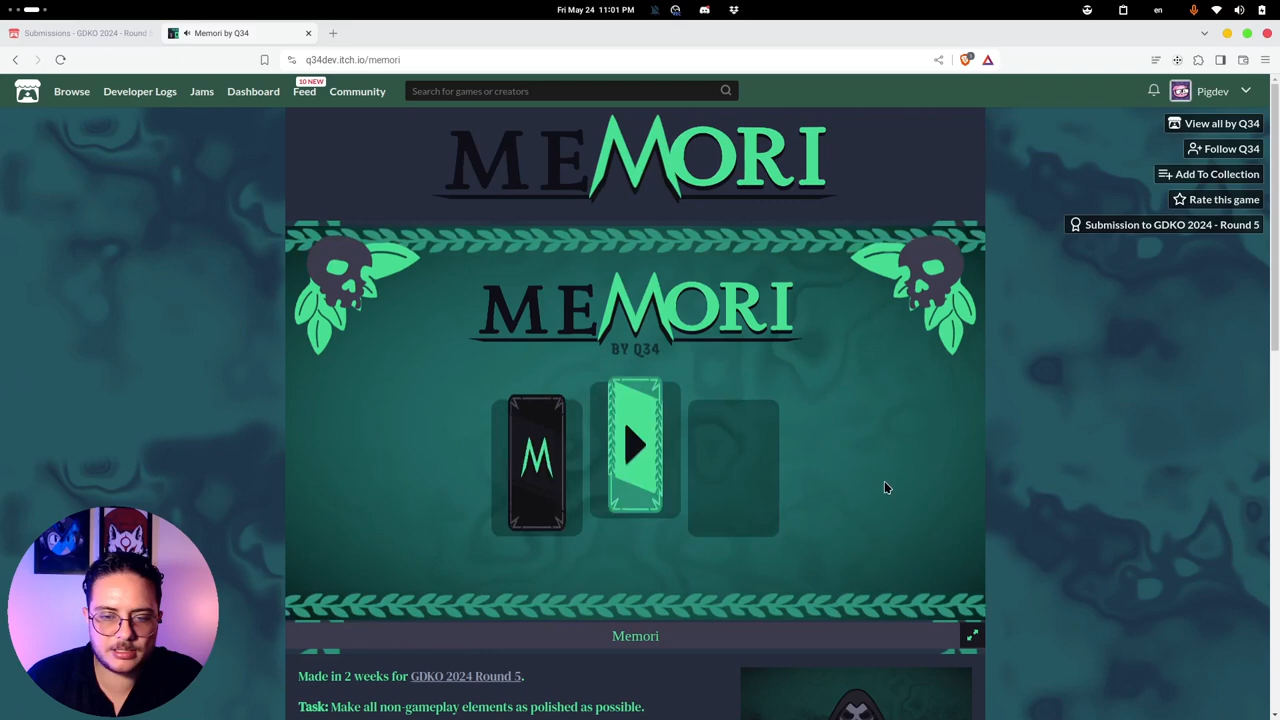 Fri May 24 11:01 PM
en
Submissions - GDKO 2024 - Round 5
Memori by Q34
q34dev.itch.io/memori
10 NEW
Browse Developer Logs Jams Dashboard Feed Community
Search for games or creators
Pigdev
View all by Q34
Follow Q34
Add To Collection
Rate this game
Submission to GDKO 2024 - Round 5
MEMORI
MEMORI
BY Q34
M
Memori
Made in 2 weeks for GDKO 2024 Round 5.
Task: Make all non-gameplay elements as polished as possible.